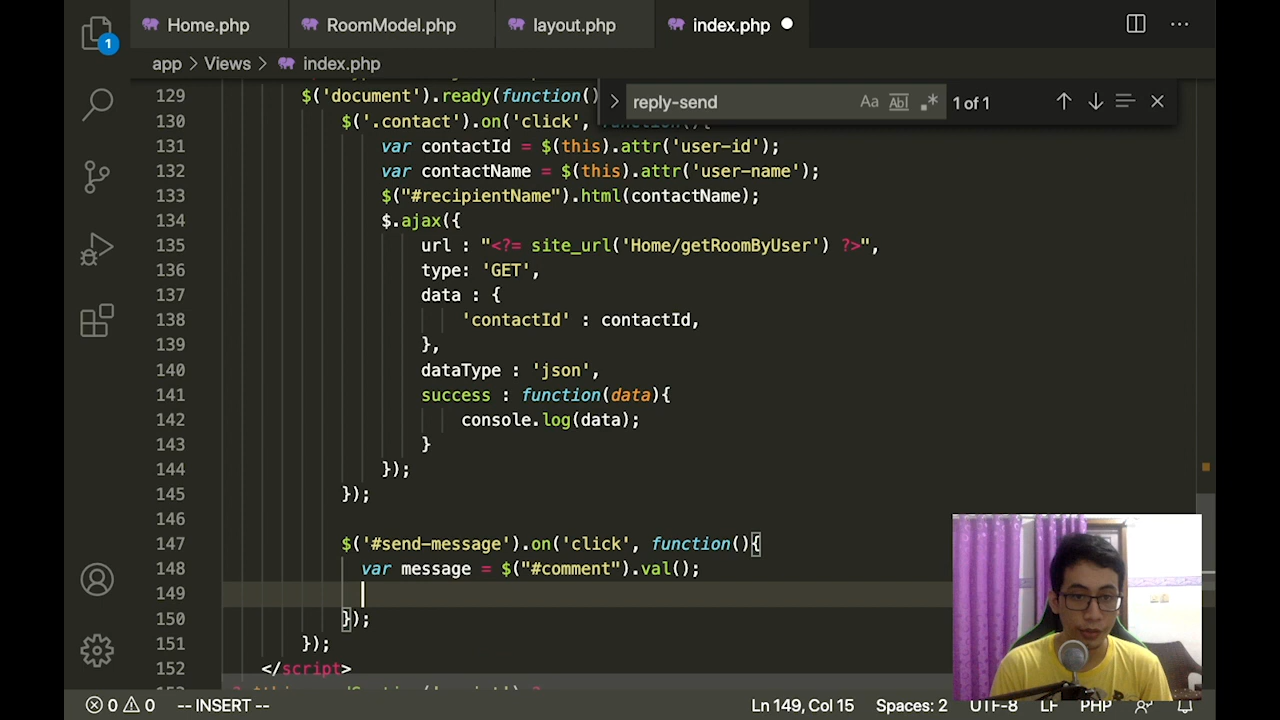 1
Home.php
RoomModel.php
layout.php
index.php
app > Views > index.php
reply-send
Aa
Abl
.*
1 of 1
129 $('document').ready(function()
130 $('.contact').on('click', function(){
131 var contactId = $(this).attr('user-id');
132 var contactName = $(this).attr('user-name');
133 $("#recipientName").html(contactName);
134 $.ajax({
135 url : "<?= site_url('Home/getRoomByUser') ?>",
136 type: 'GET',
137 data : {
138 'contactId' : contactId,
139 },
140 dataType : 'json',
141 success : function(data){
142 console.log(data);
143 }
144 });
145 });
146
147 $('#send-message').on('click', function(){
148 var message = $("#comment").val();
149
150 });
151 });
152 </script>
0 0 -- INSERT --
Ln 149, Col 15
Spaces: 2
UTF-8
LF
PHP